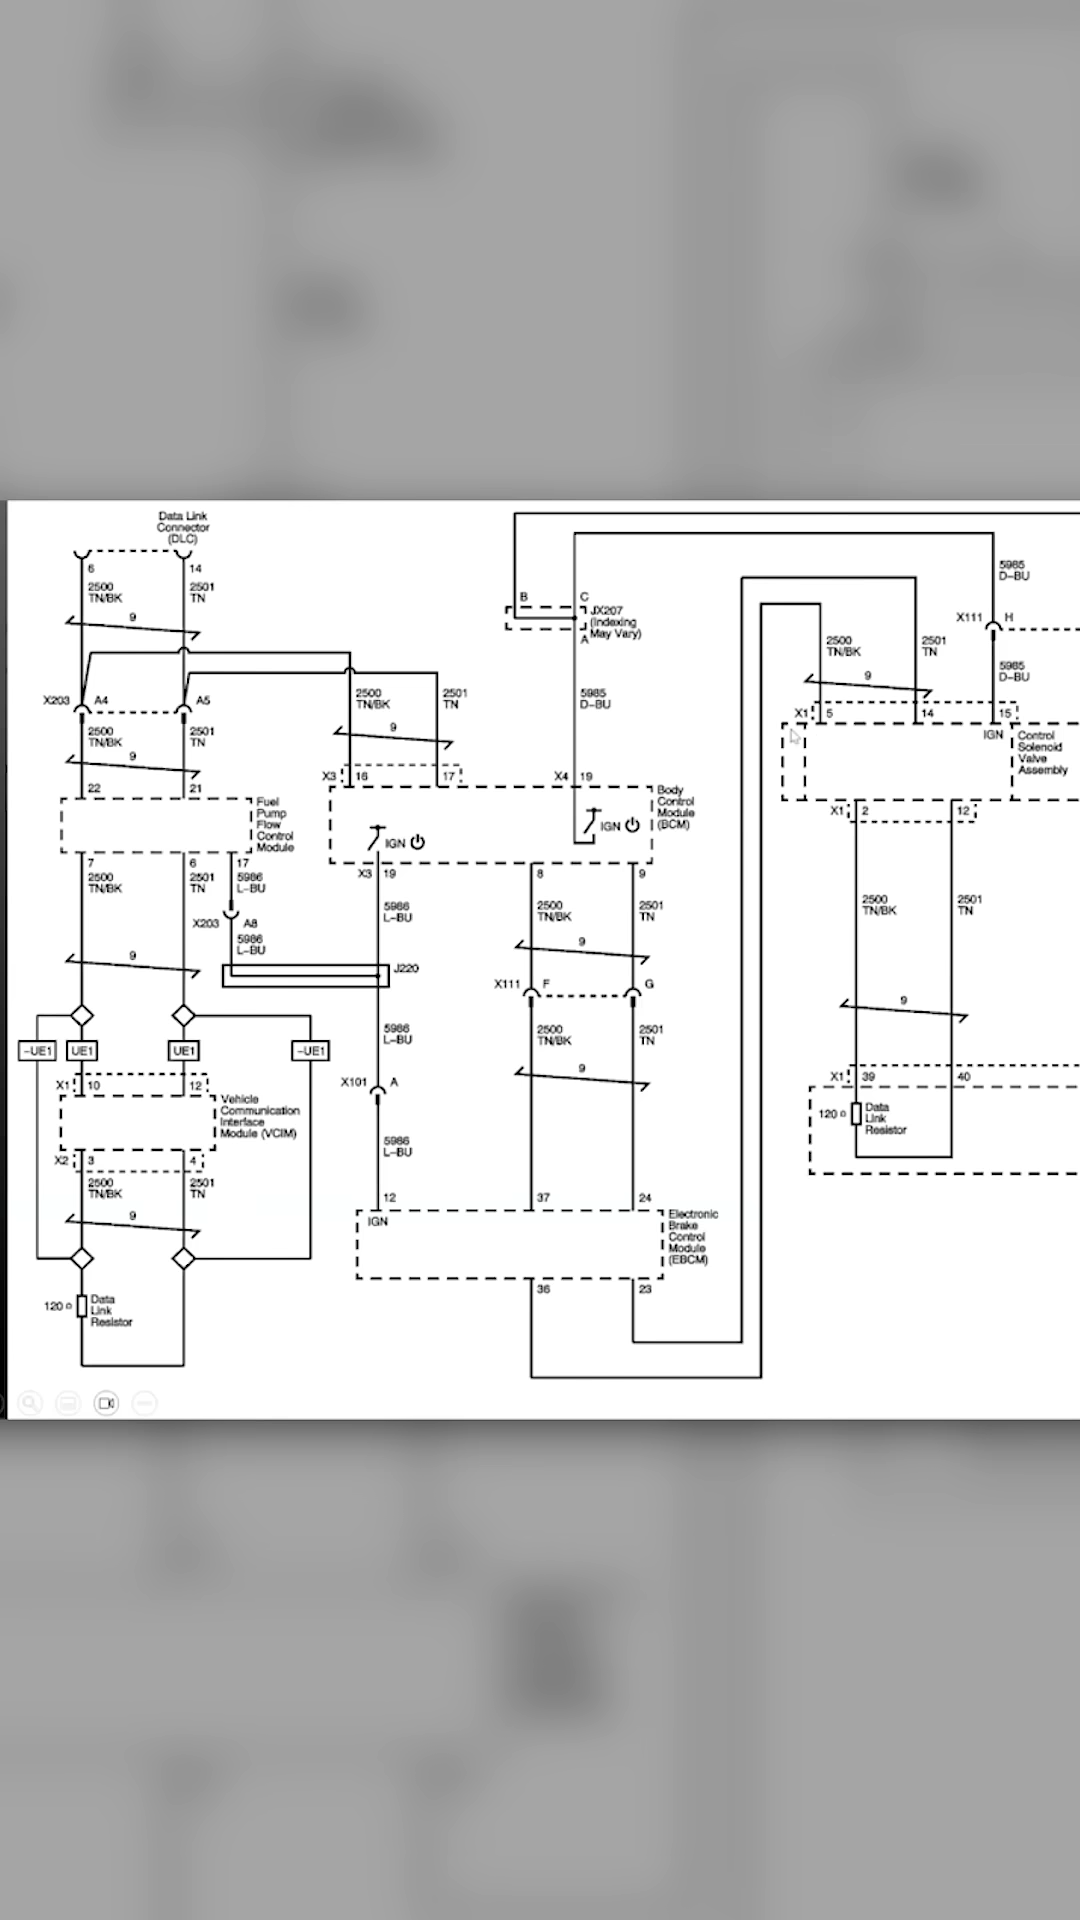 Data Link
Connector
(DLC)
6
14
2500
TN/BK
2501
TN
9
X203
A4
A5
2500
TN/BK
2501
TN
9
22
21
Fuel
Pump
Flow
Control
Module
7
6
17
2500
TN/BK
2501
TN
5986
L-BU
X203
A8
5986
L-BU
9
J220
~UE1
UE1
UE1
~UE1
X1
10
12
Vehicle
Communication
Interface
Module (VCIM)
X2
3
4
2500
TN/BK
2501
TN
9
120 Ω
Data
Link
Resistor
2500
TN/BK
2501
TN
9
X3
16
17
X4
19
Body
Control
Module
(BCM)
IGN
IGN
X3
19
8
9
5986
L-BU
2500
TN/BK
2501
TN
9
X111
F
G
5986
L-BU
2500
TN/BK
2501
TN
9
X101
A
5986
L-BU
12
37
24
IGN
Electronic
Brake
Control
Module
(EBCM)
36
23
B
C
JX207
(Indexing
May Vary)
A
5985
D-BU
5985
D-BU
X111
H
5985
D-BU
2500
TN/BK
2501
TN
9
X1
5
14
15
IGN
Control
Solenoid
Valve
Assembly
X1
2
12
2500
TN/BK
2501
TN
9
X1
39
40
120 Ω
Data
Link
Resistor